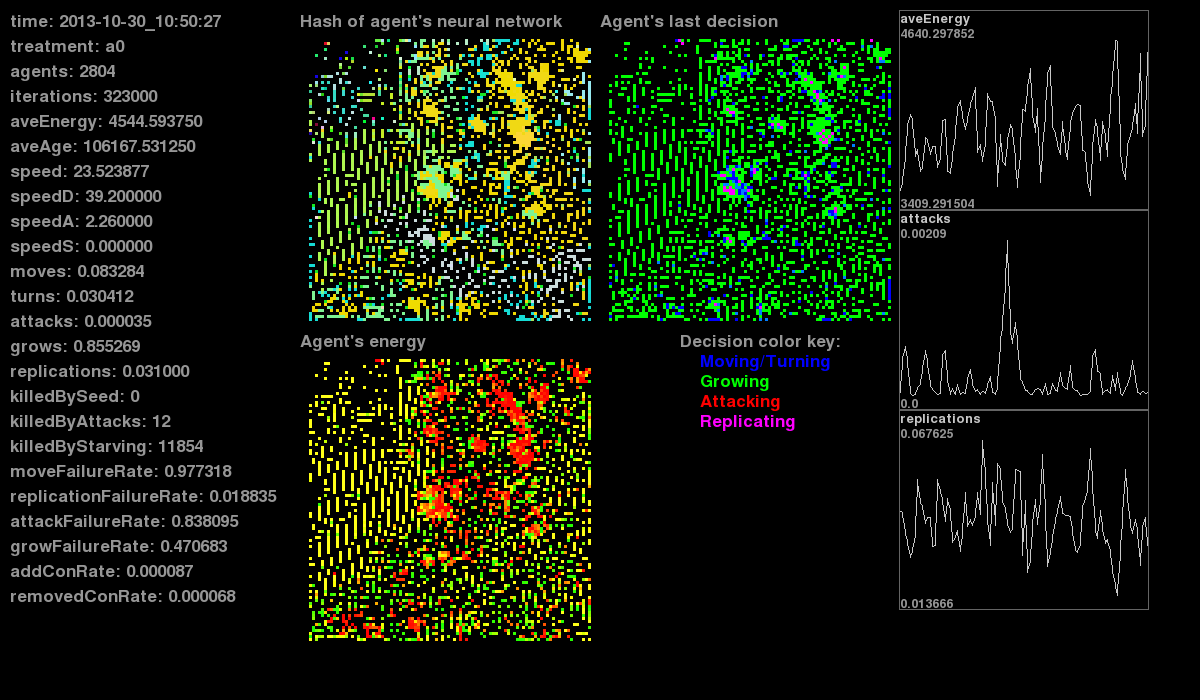 time: 2013-10-30_10:50:27
treatment: a0
agents: 2804
iterations: 323000
aveEnergy: 4544.593750
aveAge: 106167.531250
speed: 23.523877
speedD: 39.200000
speedA: 2.260000
speedS: 0.000000
moves: 0.083284
turns: 0.030412
attacks: 0.000035
grows: 0.855269
replications: 0.031000
killedBySeed: 0
killedByAttacks: 12
killedByStarving: 11854
moveFailureRate: 0.977318
replicationFailureRate: 0.018835
attackFailureRate: 0.838095
growFailureRate: 0.470683
addConRate: 0.000087
removedConRate: 0.000068
Hash of agent's neural network
Agent's last decision
Agent's energy
Decision color key:
Moving/Turning
Growing
Attacking
Replicating
aveEnergy
4640.297852
3409.291504
attacks
0.00209
0.0
replications
0.067625
0.013666